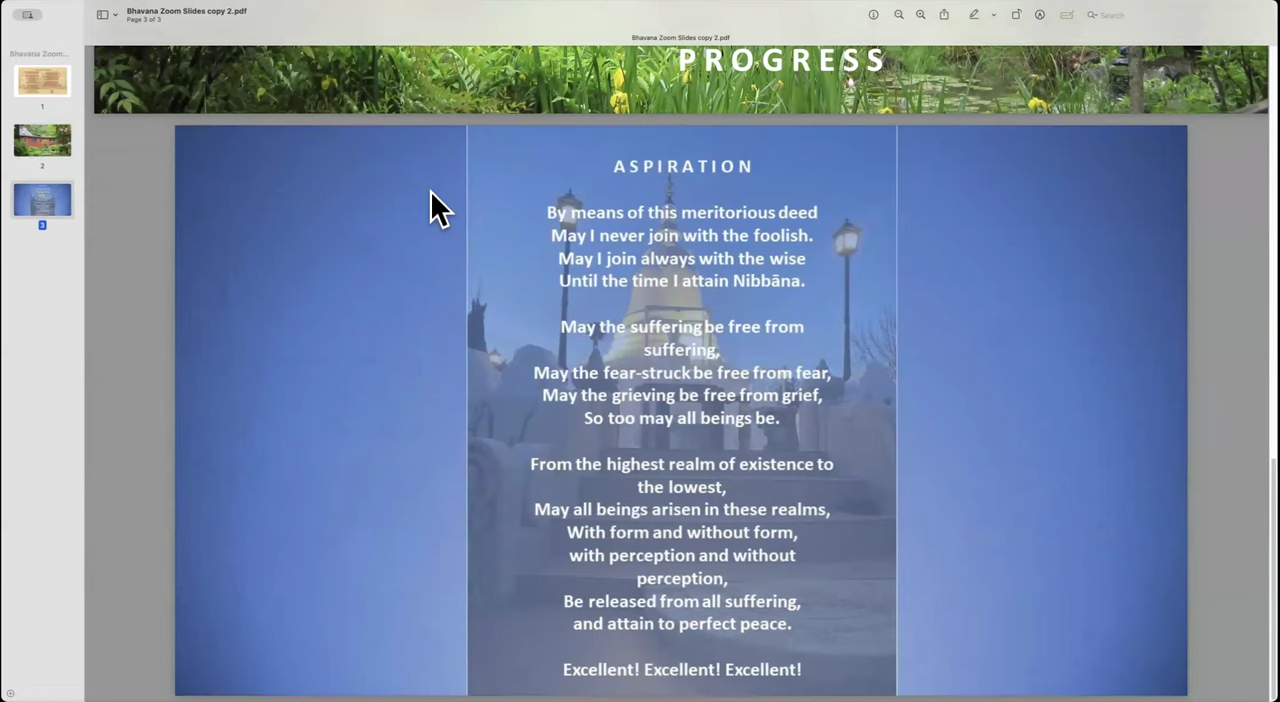 Bhavana Zoom Slides copy 2.pdf
Page 3 of 3
Search
Bhavana Zoom Slides copy 2.pdf
Bhavana Zoom...
1
2
3
PROGRESS
ASPIRATION
By means of this meritorious deed
May I never join with the foolish.
May I join always with the wise
Until the time I attain Nibbāna.
May the suffering be free from
suffering,
May the fear-struck be free from fear,
May the grieving be free from grief,
So too may all beings be.
From the highest realm of existence to
the lowest,
May all beings arisen in these realms,
With form and without form,
with perception and without
perception,
Be released from all suffering,
and attain to perfect peace.
Excellent! Excellent! Excellent!